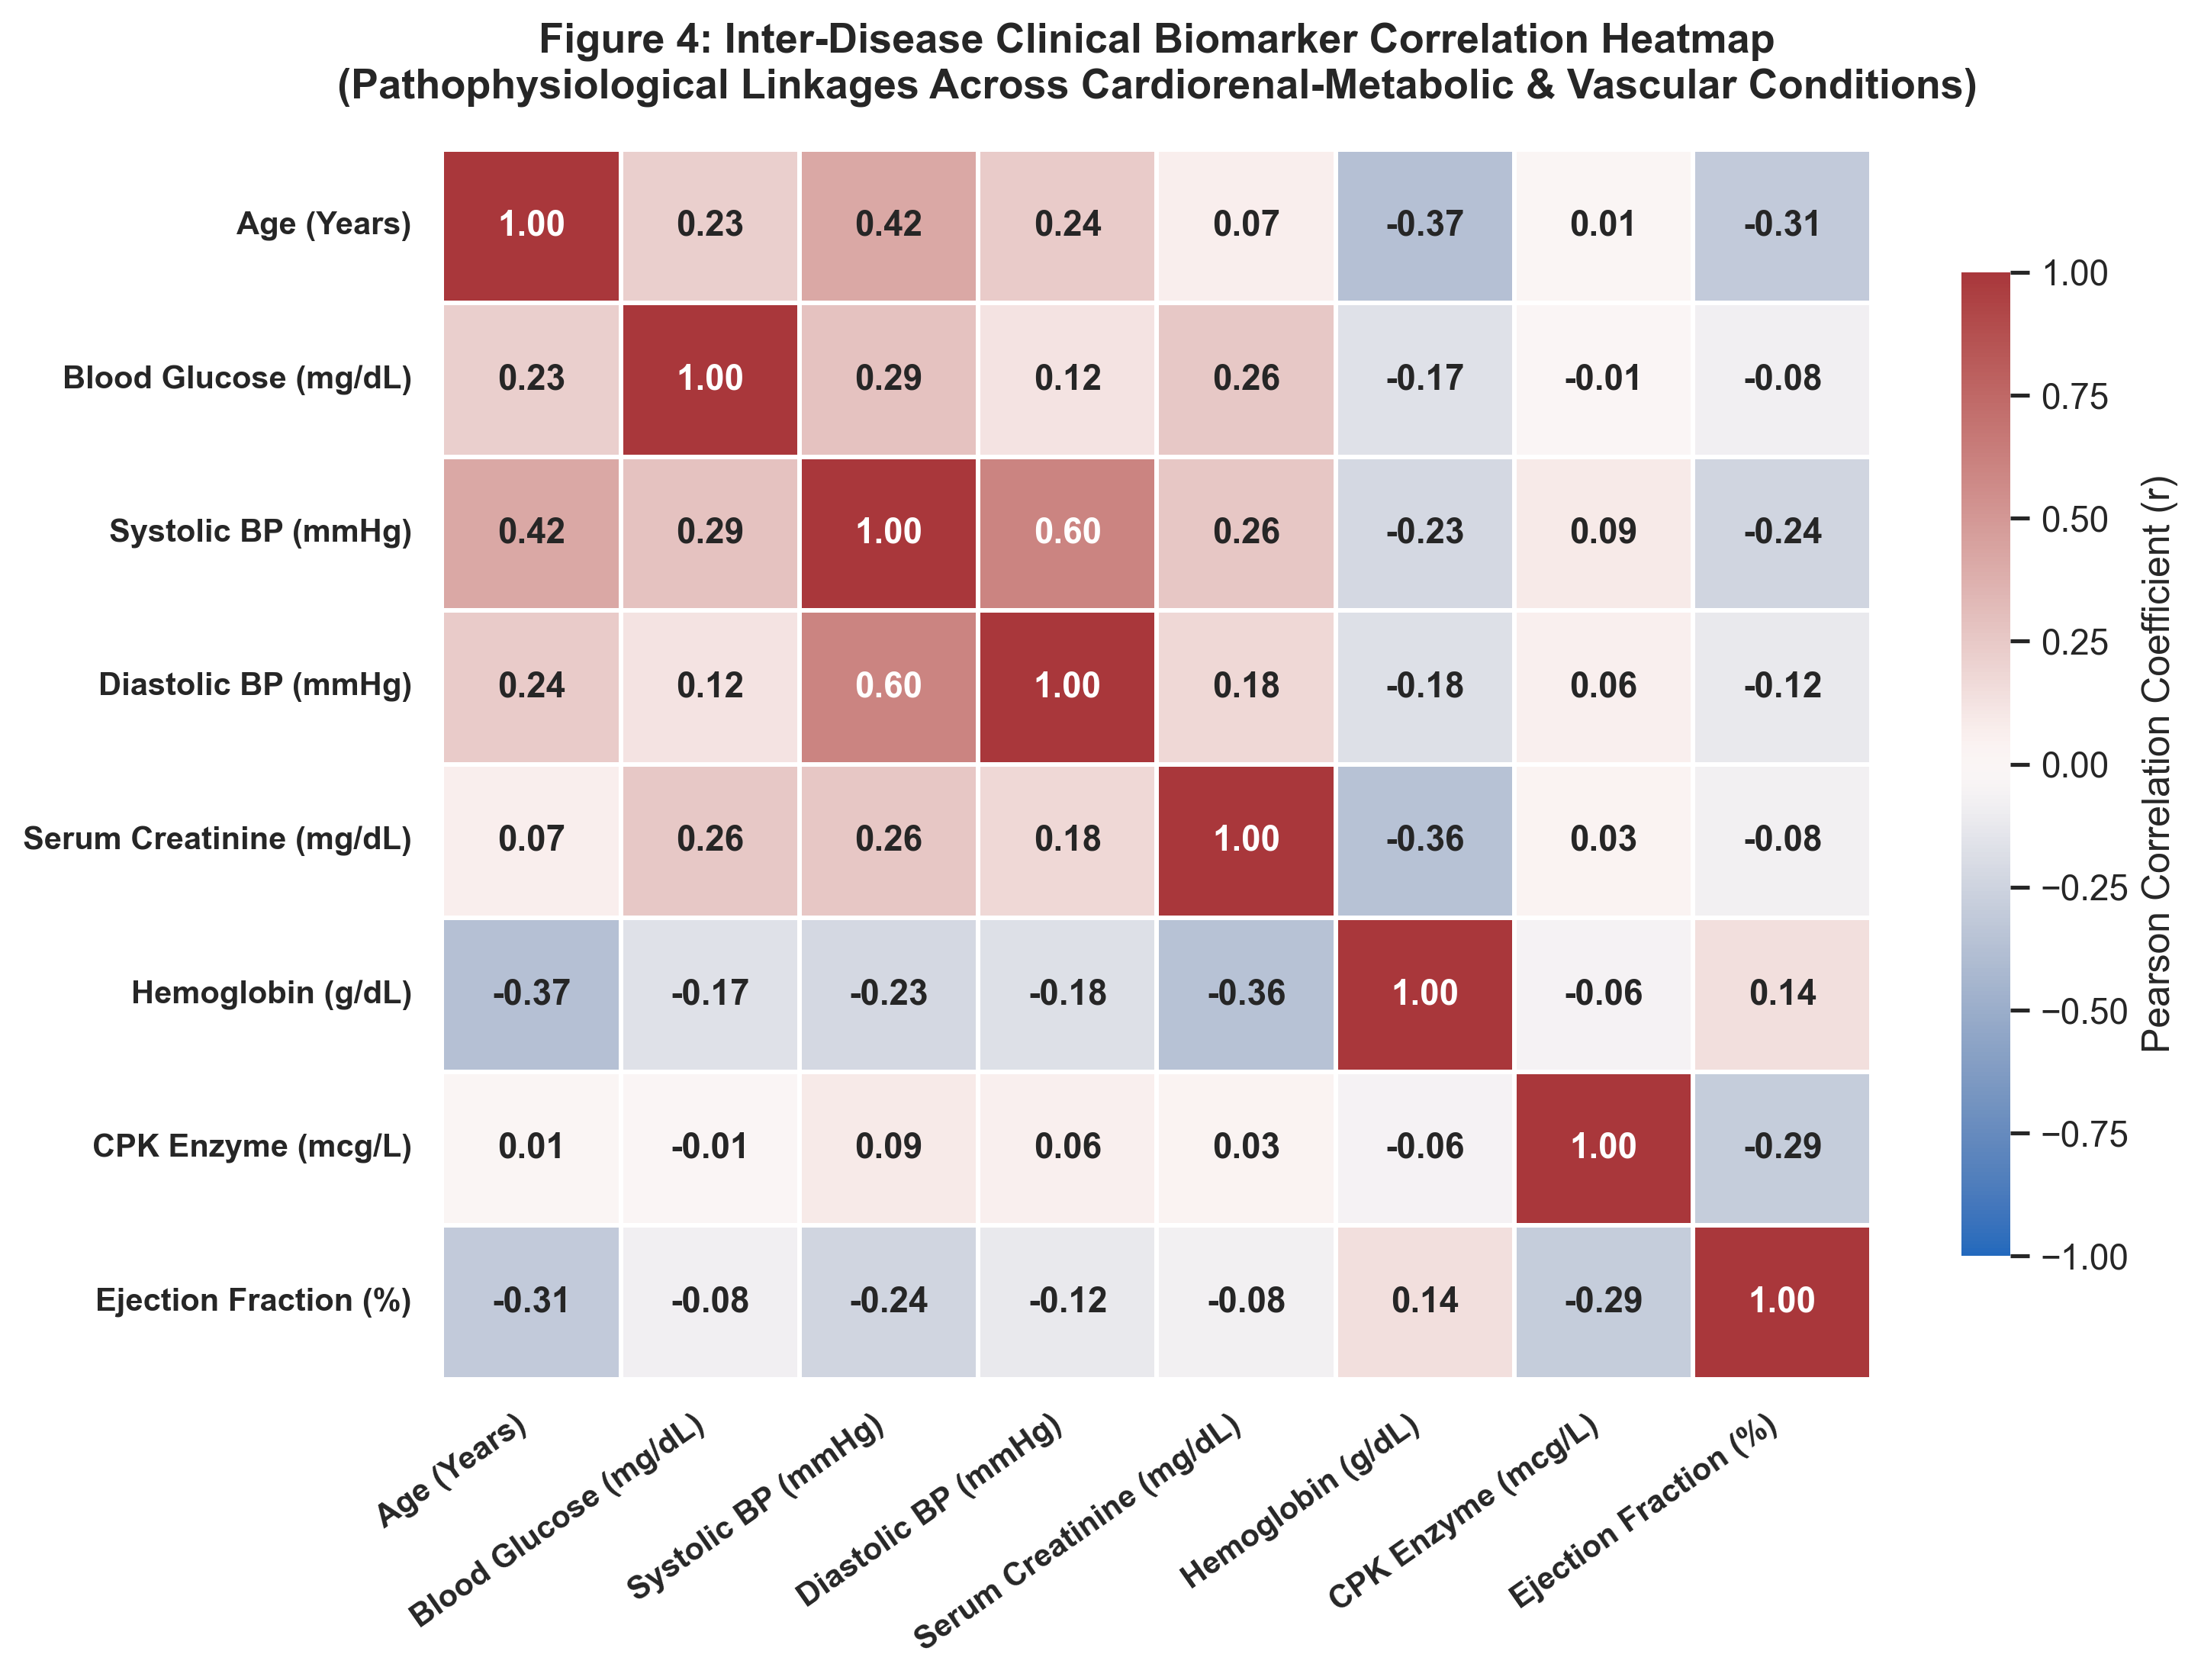 Figure 4: Inter-Disease Clinical Biomarker Correlation Heatmap
(Pathophysiological Linkages Across Cardiorenal-Metabolic & Vascular Conditions)
Age (Years) 1.00 0.23 0.42 0.24 0.07 -0.37 0.01 -0.31
Blood Glucose (mg/dL) 0.23 1.00 0.29 0.12 0.26 -0.17 -0.01 -0.08
Systolic BP (mmHg) 0.42 0.29 1.00 0.60 0.26 -0.23 0.09 -0.24
Diastolic BP (mmHg) 0.24 0.12 0.60 1.00 0.18 -0.18 0.06 -0.12
Serum Creatinine (mg/dL) 0.07 0.26 0.26 0.18 1.00 -0.36 0.03 -0.08
Hemoglobin (g/dL) -0.37 -0.17 -0.23 -0.18 -0.36 1.00 -0.06 0.14
CPK Enzyme (mcg/L) 0.01 -0.01 0.09 0.06 0.03 -0.06 1.00 -0.29
Ejection Fraction (%) -0.31 -0.08 -0.24 -0.12 -0.08 0.14 -0.29 1.00
Age (Years)
Blood Glucose (mg/dL)
Systolic BP (mmHg)
Diastolic BP (mmHg)
Serum Creatinine (mg/dL)
Hemoglobin (g/dL)
CPK Enzyme (mcg/L)
Ejection Fraction (%)
1.00
0.75
0.50
0.25
0.00
−0.25
−0.50
−0.75
−1.00
Pearson Correlation Coefficient (r)